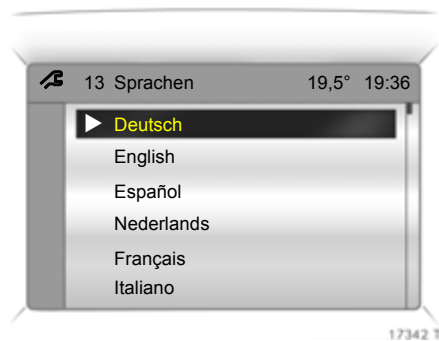 13 Sprachen 19,5° 19:36
Deutsch
English
Español
Nederlands
Français
Italiano
17342 T